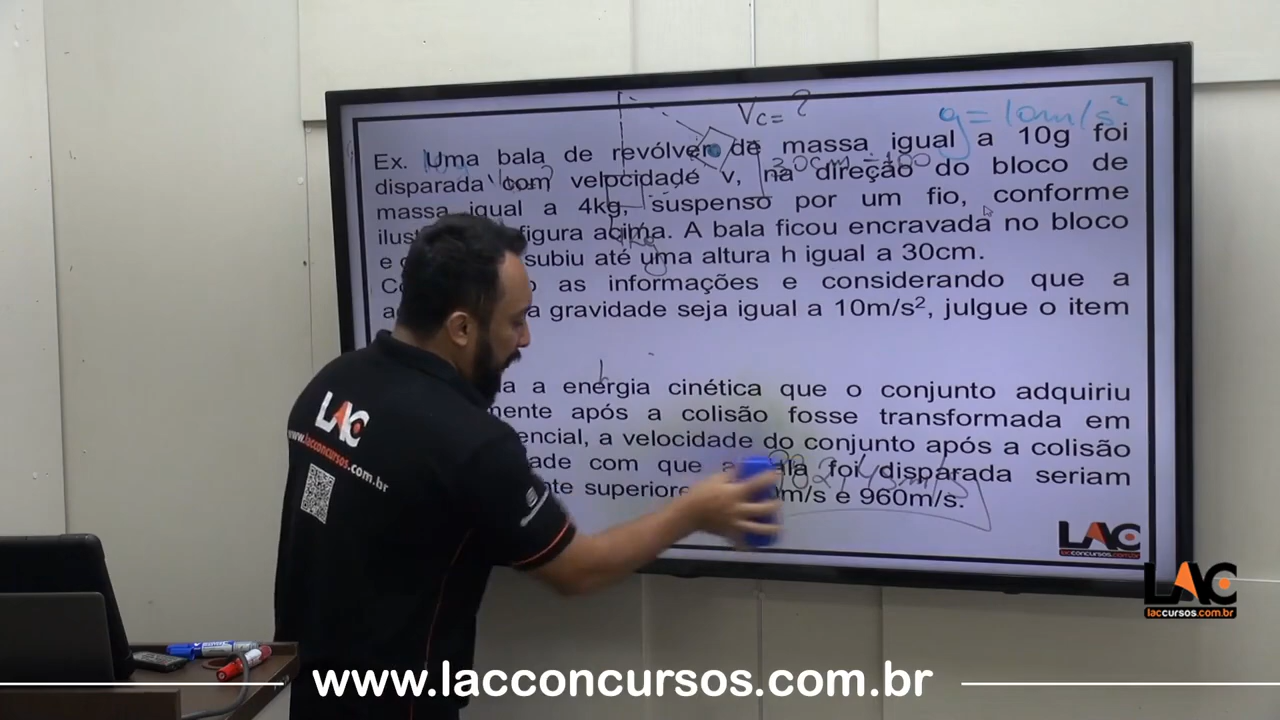 Vc= ?
g= 10m/s²
Ex. Uma bala de revólver de massa igual a 10g foi
30cm ÷100
disparada com velocidade v, na direção do bloco de
massa igual a 4kg, suspenso por um fio, conforme
figura acima. A bala ficou encravada no bloco
4kg
e subiu até uma altura h igual a 30cm.
as informações e considerando que a
a gravidade seja igual a 10m/s², julgue o item
a energia cinética que o conjunto adquiriu
após a colisão fosse transformada em
a velocidade do conjunto após a colisão
com que a bala foi disparada seriam
m/s e 960m/s.
LAC
lacconcursos.com.br
LAC
www.lacconcursos.com.br
LAC
laccursos.com.br
www.lacconcursos.com.br